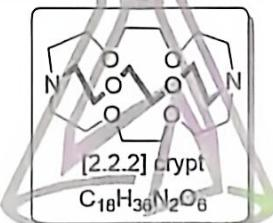 O O
N N
O O
O O
[2.2.2] crypt
C₁₈H₃₆N₂O₆